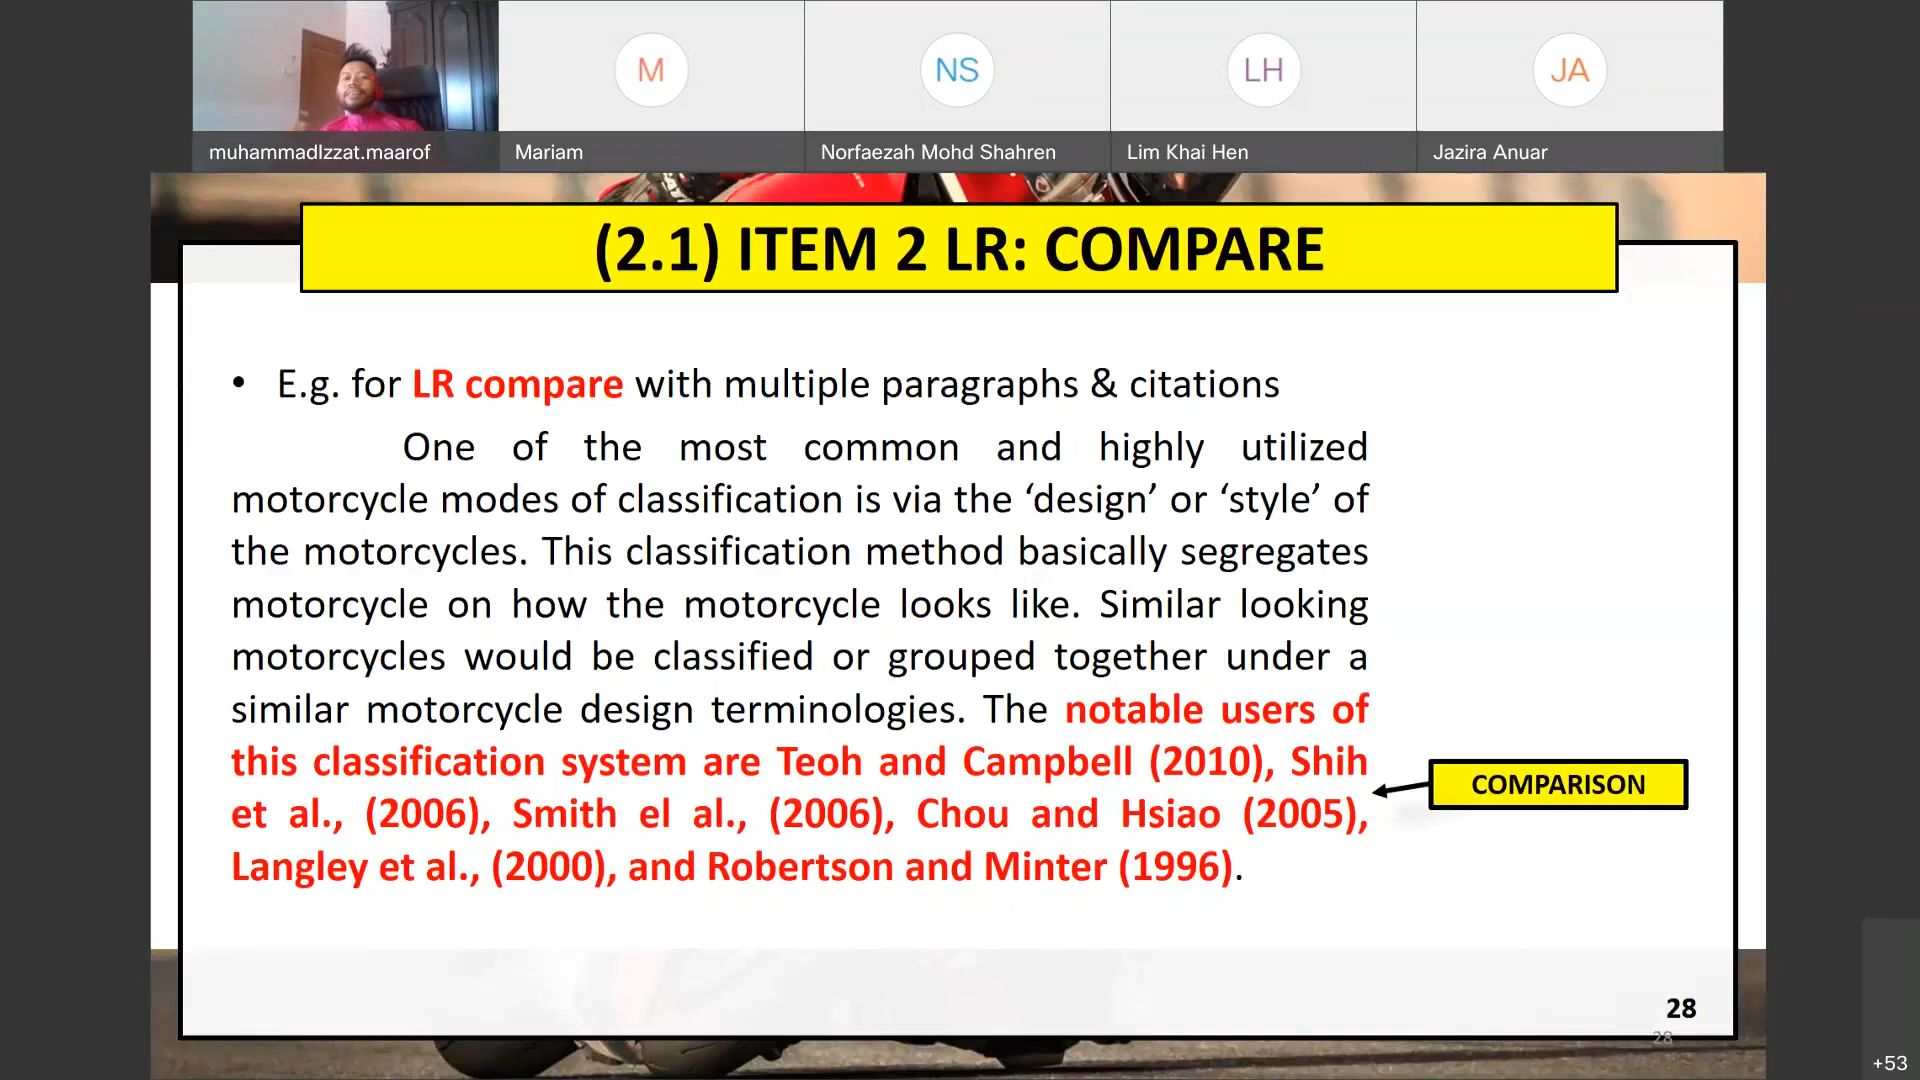 M
NS
LH
JA
muhammadIzzat.maarof
Mariam
Norfaezah Mohd Shahren
Lim Khai Hen
Jazira Anuar
(2.1) ITEM 2 LR: COMPARE
• E.g. for LR compare with multiple paragraphs & citations
One of the most common and highly utilized
motorcycle modes of classification is via the ‘design’ or ‘style’ of
the motorcycles. This classification method basically segregates
motorcycle on how the motorcycle looks like. Similar looking
motorcycles would be classified or grouped together under a
similar motorcycle design terminologies. The notable users of
this classification system are Teoh and Campbell (2010), Shih
et al., (2006), Smith el al., (2006), Chou and Hsiao (2005),
Langley et al., (2000), and Robertson and Minter (1996).
COMPARISON
28
28
+53